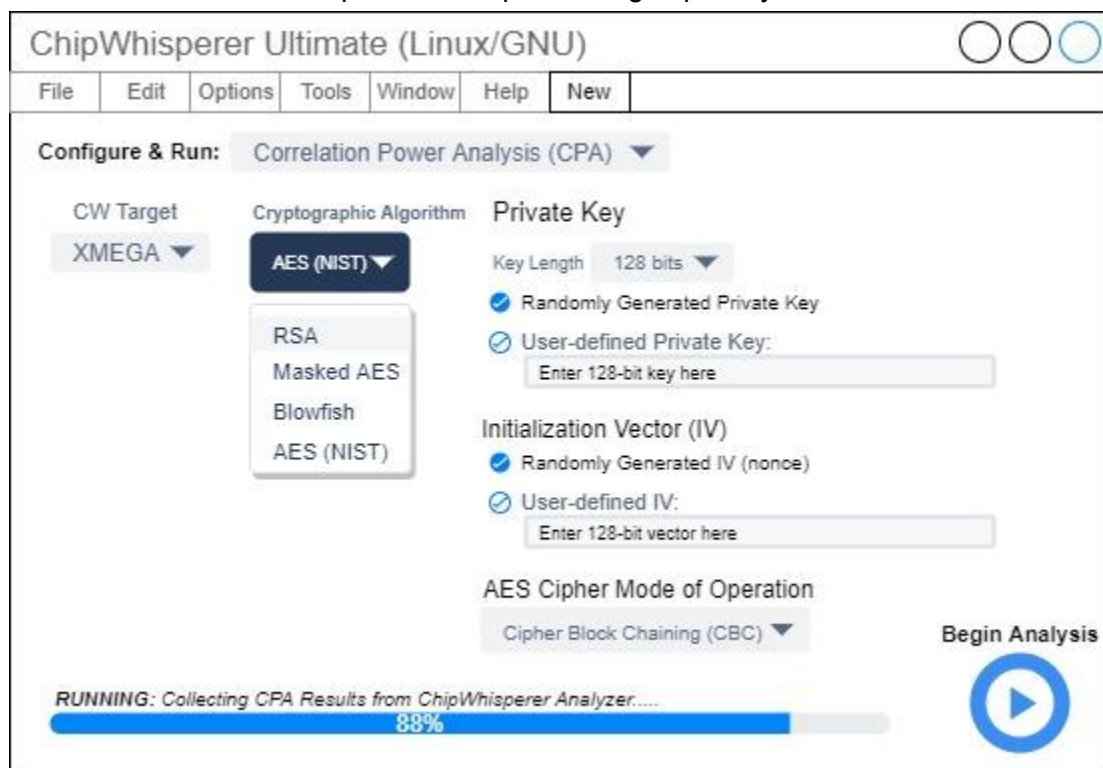 ChipWhisperer Ultimate (Linux/GNU)
File Edit Options Tools Window Help New
Configure & Run: Correlation Power Analysis (CPA)
CW Target
XMEGA
Cryptographic Algorithm
AES (NIST)
RSA
Masked AES
Blowfish
AES (NIST)
Private Key
Key Length 128 bits
Randomly Generated Private Key
User-defined Private Key:
Enter 128-bit key here
Initialization Vector (IV)
Randomly Generated IV (nonce)
User-defined IV:
Enter 128-bit vector here
AES Cipher Mode of Operation
Cipher Block Chaining (CBC)
Begin Analysis
RUNNING: Collecting CPA Results from ChipWhisperer Analyzer.....
88%